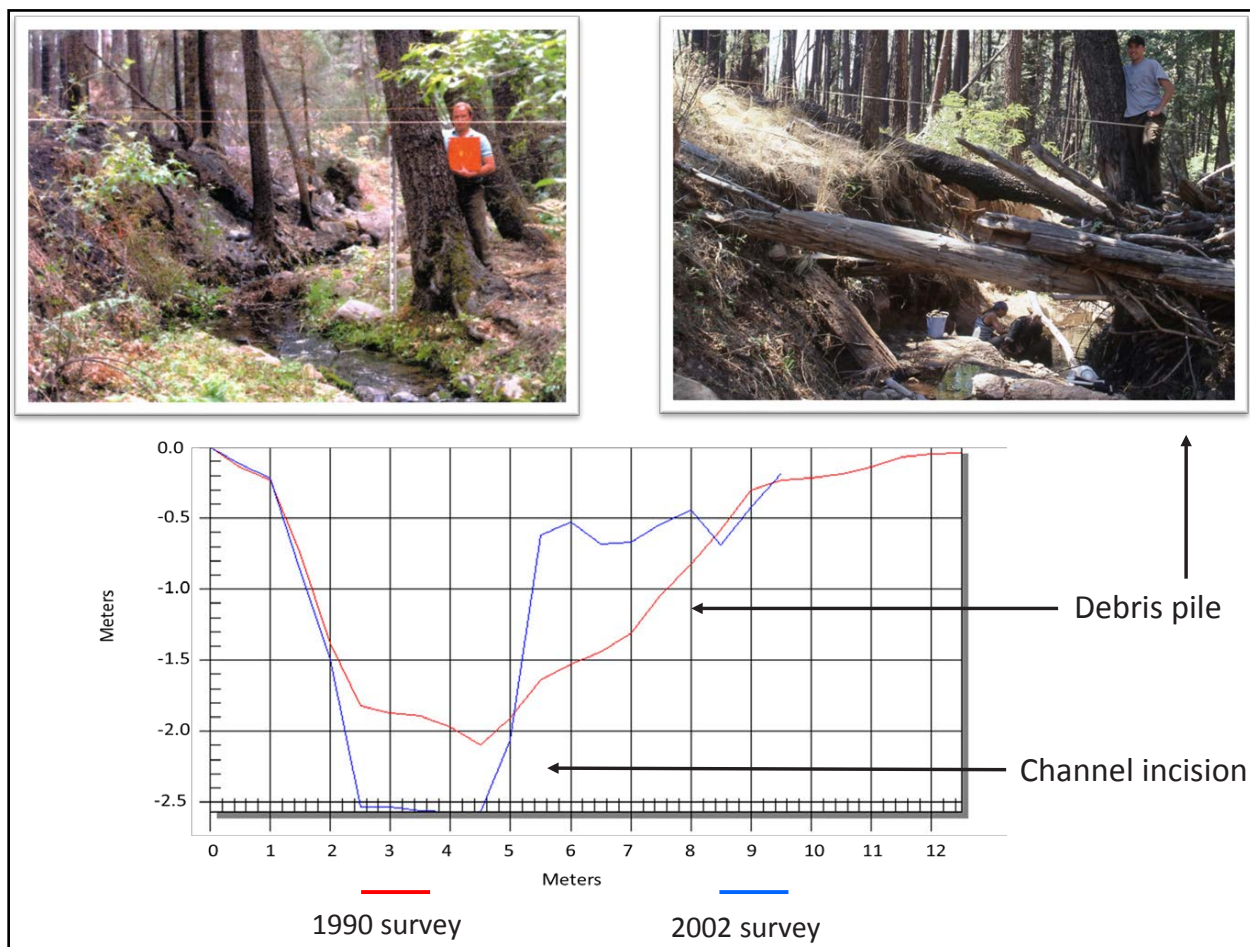 0.0
-0.5
-1.0
-1.5
-2.0
-2.5
Meters
0 1 2 3 4 5 6 7 8 9 10 11 12
Meters
Debris pile
Channel incision
1990 survey
2002 survey